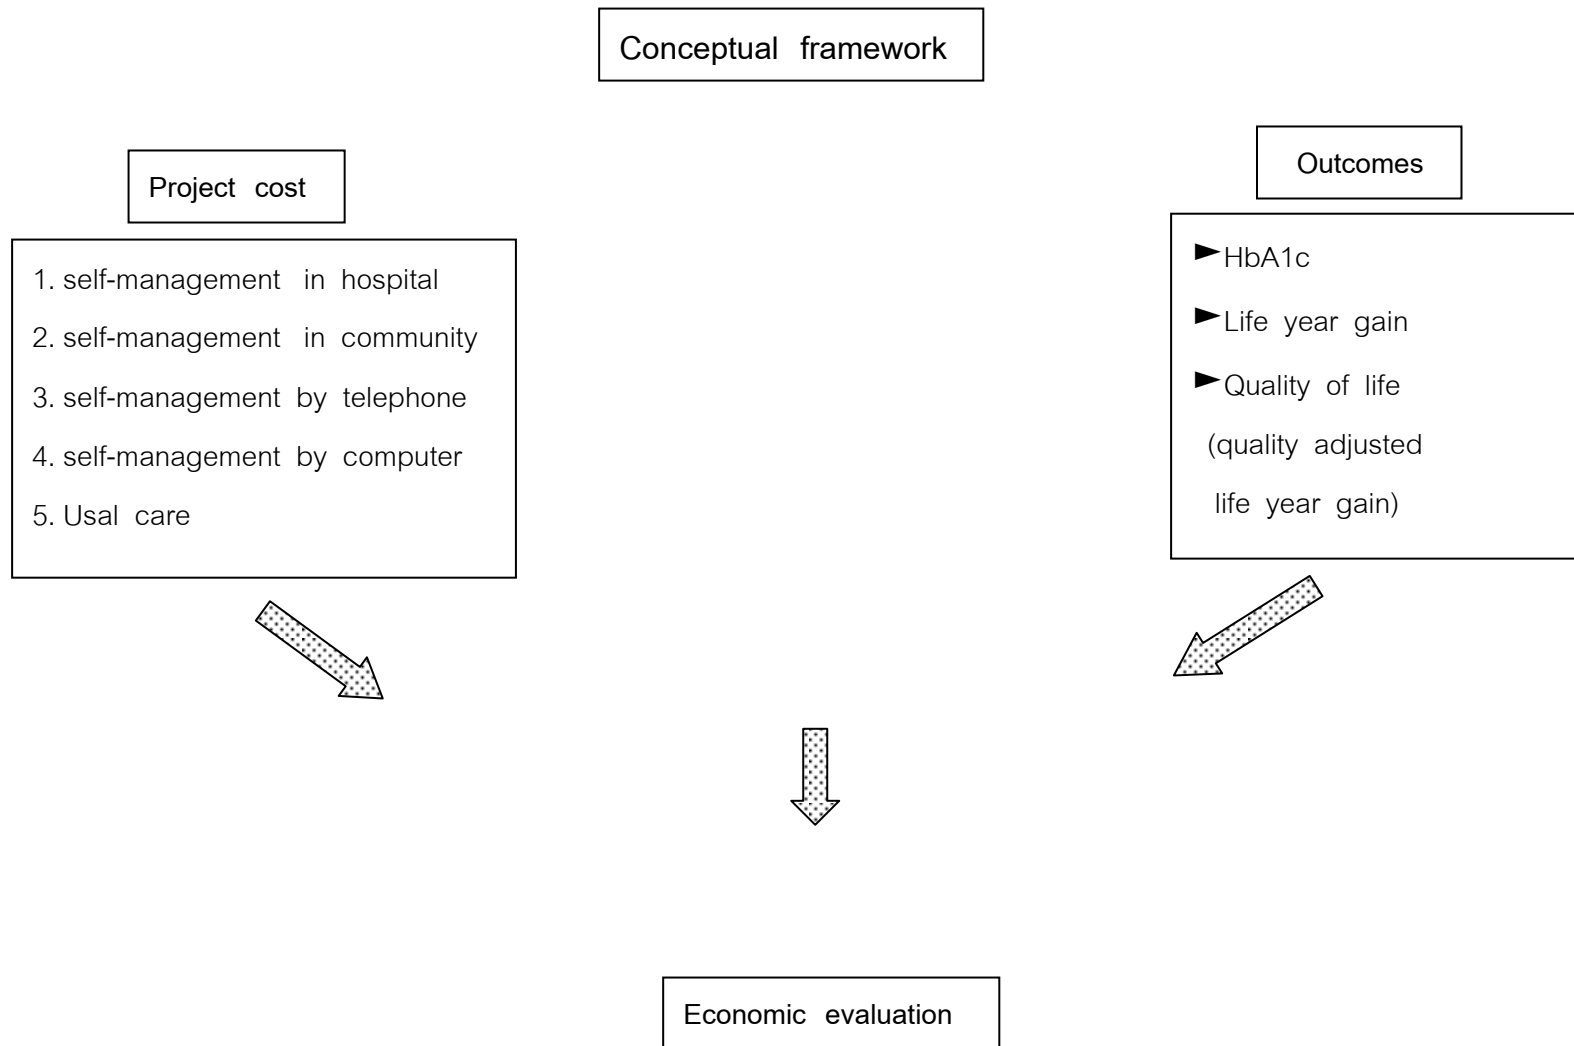 Conceptual framework
Project cost
1. self-management in hospital
2. self-management in community
3. self-management by telephone
4. self-management by computer
5. Usal care
Outcomes
►HbA1c
►Life year gain
►Quality of life
(quality adjusted
life year gain)
Economic evaluation